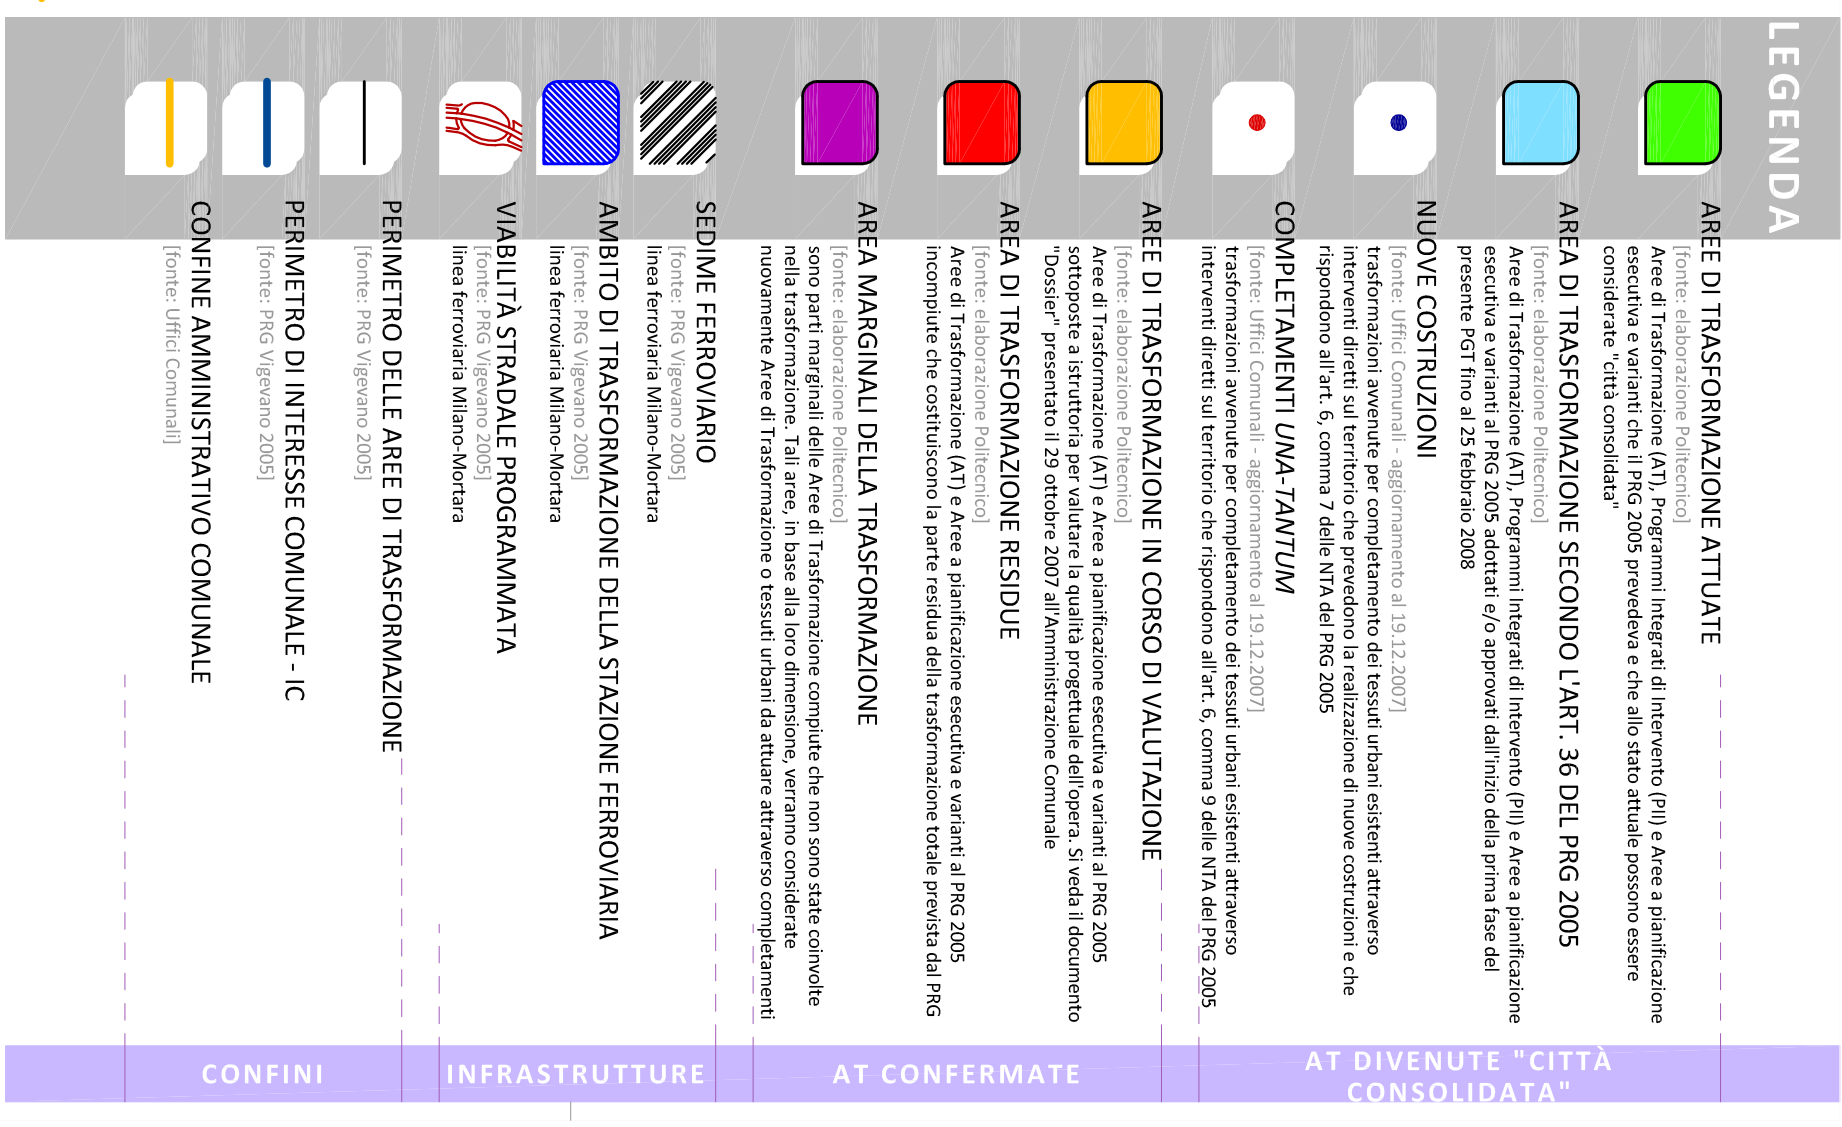 LEGENDA
AREE DI TRASFORMAZIONE ATTUATE
[fonte: elaborazione Politecnico]
Aree di Trasformazione (AT), Programmi Integrati di Intervento (PII) e Aree a pianificazione
esecutiva e varianti che il PRG 2005 prevedeva e che allo stato attuale possono essere
considerate "città consolidata"
AREA DI TRASFORMAZIONE SECONDO L'ART. 36 DEL PRG 2005
[fonte: elaborazione Politecnico]
Aree di Trasformazione (AT), Programmi Integrati di Intervento (PII) e Aree a pianificazione
esecutiva e varianti al PRG 2005 adottati e/o approvati dall'inizio della prima fase del
presente PGT fino al 25 febbraio 2008
NUOVE COSTRUZIONI
[fonte: Uffici Comunali - aggiornamento al 19.12.2007]
trasformazioni avvenute per completamento dei tessuti urbani esistenti attraverso
interventi diretti sul territorio che prevedono la realizzazione di nuove costruzioni e che
rispondono all'art. 6, comma 7 delle NTA del PRG 2005
COMPLETAMENTI UNA-TANTUM
[fonte: Uffici Comunali - aggiornamento al 19.12.2007]
trasformazioni avvenute per completamento dei tessuti urbani esistenti attraverso
interventi diretti sul territorio che rispondono all'art. 6, comma 9 delle NTA del PRG 2005
AREE DI TRASFORMAZIONE IN CORSO DI VALUTAZIONE
[fonte: elaborazione Politecnico]
Aree di Trasformazione (AT) e Aree a pianificazione esecutiva e varianti al PRG 2005
sottoposte a istruttoria per valutare la qualità progettuale dell'opera. Si veda il documento
"Dossier" presentato il 29 ottobre 2007 all'Amministrazione Comunale
AREA DI TRASFORMAZIONE RESIDUE
[fonte: elaborazione Politecnico]
Aree di Trasformazione (AT) e Aree a pianificazione esecutiva e varianti al PRG 2005
incompiute che costituiscono la parte residua della trasformazione totale prevista dal PRG
AREA MARGINALI DELLA TRASFORMAZIONE
[fonte: elaborazione Politecnico]
sono parti marginali delle Aree di Trasformazione compiute che non sono state coinvolte
nella trasformazione. Tali aree, in base alla loro dimensione, verranno considerate
nuovamente Aree di Trasformazione o tessuti urbani da attuare attraverso completamenti
SEDIME FERROVIARIO
[fonte: PRG Vigevano 2005]
linea ferroviaria Milano-Mortara
AMBITO DI TRASFORMAZIONE DELLA STAZIONE FERROVIARIA
[fonte: PRG Vigevano 2005]
linea ferroviaria Milano-Mortara
VIABILITÀ STRADALE PROGRAMMATA
[fonte: PRG Vigevano 2005]
linea ferroviaria Milano-Mortara
PERIMETRO DELLE AREE DI TRASFORMAZIONE
[fonte: PRG Vigevano 2005]
PERIMETRO DI INTERESSE COMUNALE - IC
[fonte: PRG Vigevano 2005]
CONFINE AMMINISTRATIVO COMUNALE
[fonte: Uffici Comunali]
CONFINI
INFRASTRUTTURE
AT CONFERMATE
AT DIVENUTE "CITTÀ
CONSOLIDATA"